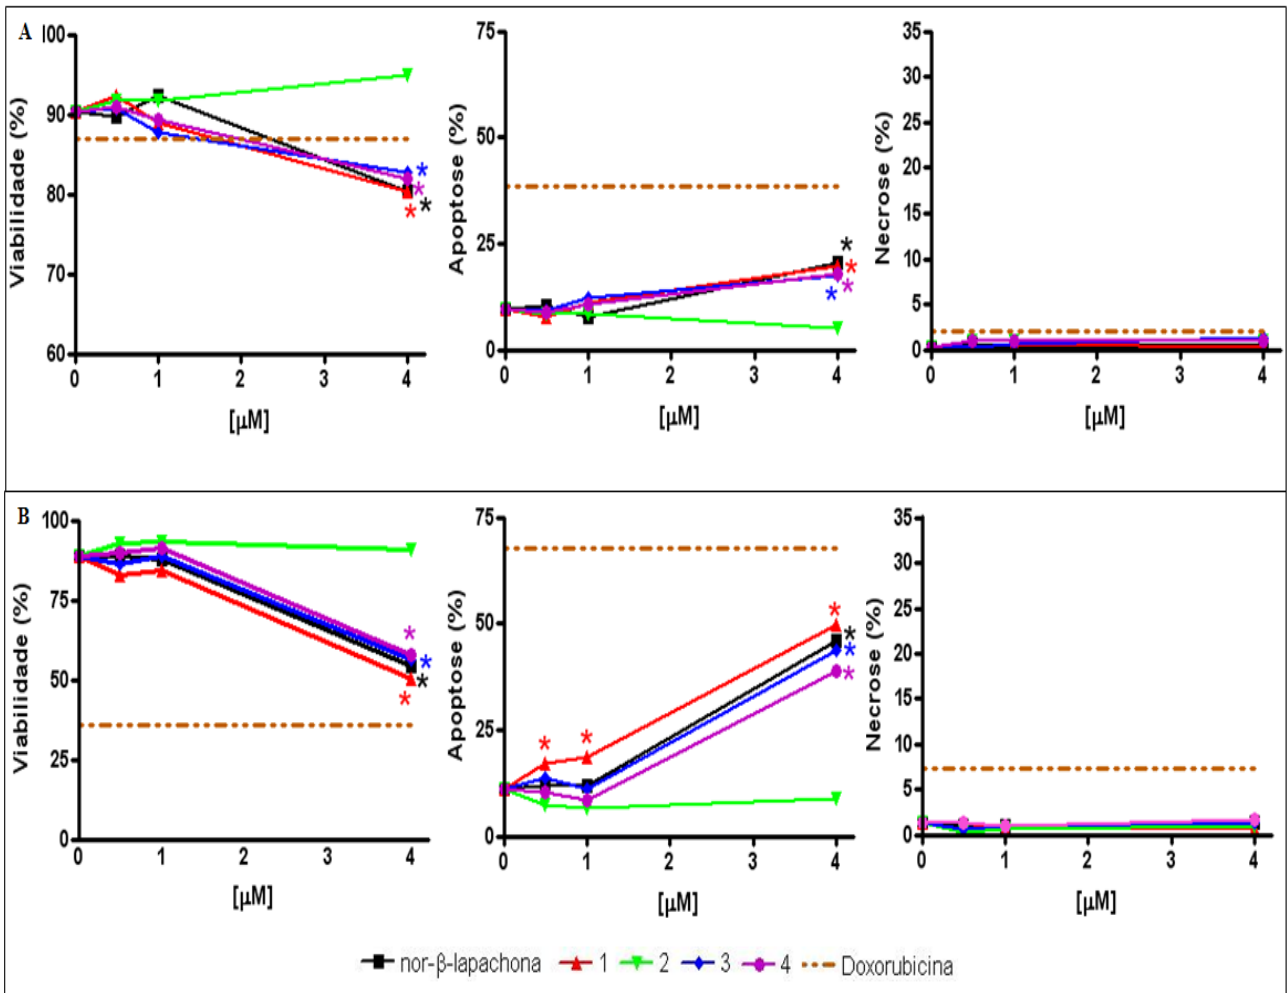 A
Viabilidade (%)
100
90
80
70
60
0 1 2 3 4
[µM]
*
*
*
*
Apoptose (%)
75
50
25
0
0 1 2 3 4
[µM]
*
*
*
*
Necrose (%)
35
30
25
20
15
10
5
0
0 1 2 3 4
[µM]
B
Viabilidade (%)
100
75
50
25
0
0 1 2 3 4
[µM]
*
*
*
*
Apoptose (%)
75
50
25
0
0 1 2 3 4
[µM]
*
*
*
*
*
*
Necrose (%)
35
30
25
20
15
10
5
0
0 1 2 3 4
[µM]
nor-β-lapachona 1 2 3 4 Doxorubicina